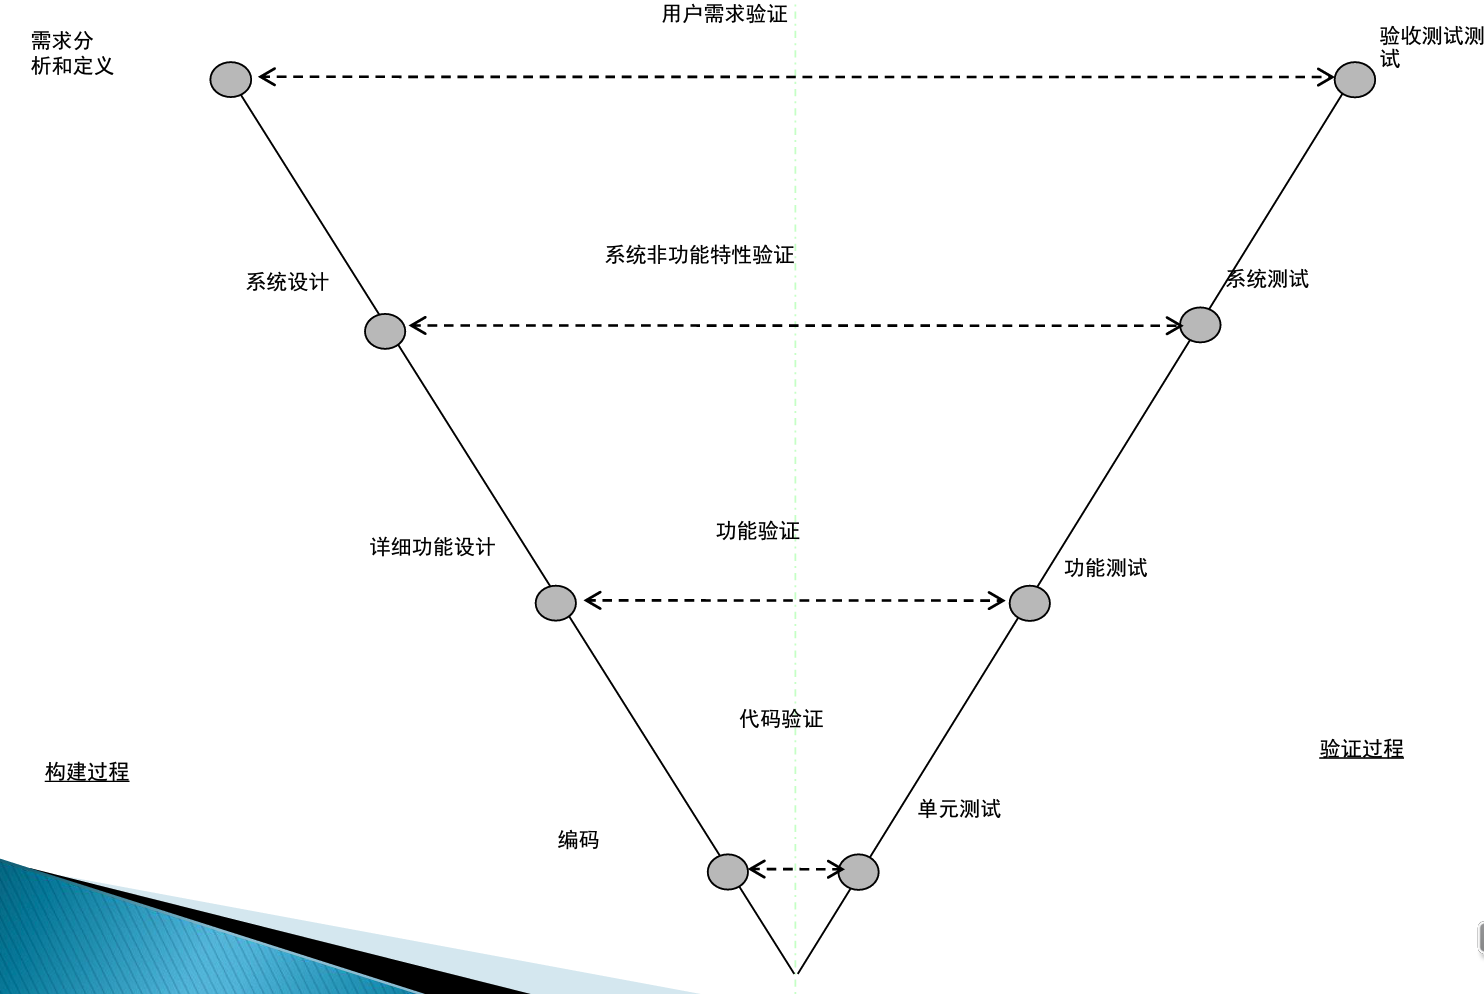 用户需求验证
需求分
析和定义
验收测试测
试
系统非功能特性验证
系统设计
系统测试
功能验证
详细功能设计
功能测试
代码验证
构建过程
验证过程
编码
单元测试